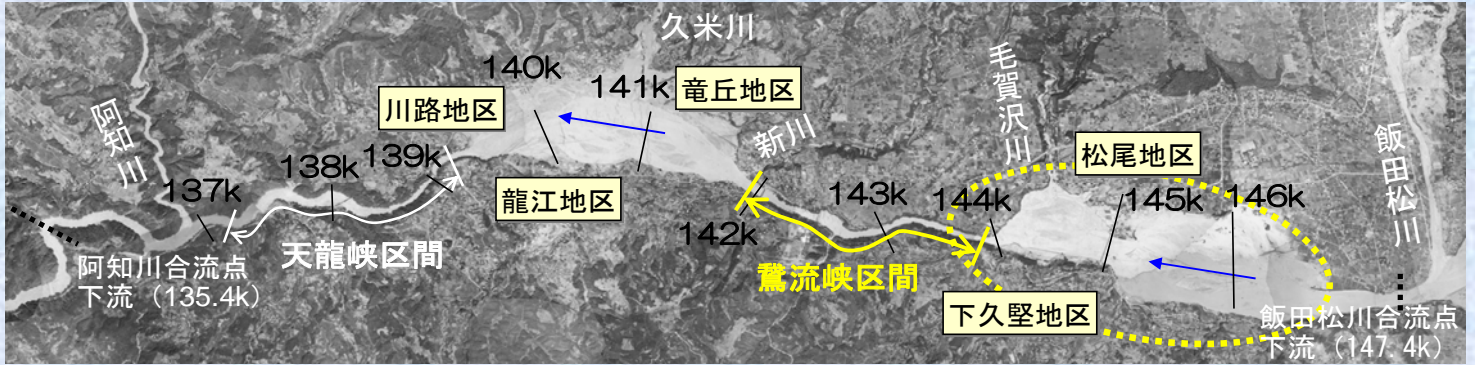 久米川
140k
141k
竜丘地区
川路地区
毛賀沢川
飯田松川
阿知川
新川
松尾地区
139k
138k
137k
龍江地区
143k
144k
145k
146k
142k
天龍峡区間
阿知川合流点
下流（135.4k）
鵞流峡区間
下久堅地区
飯田松川合流点
下流（147.4k）